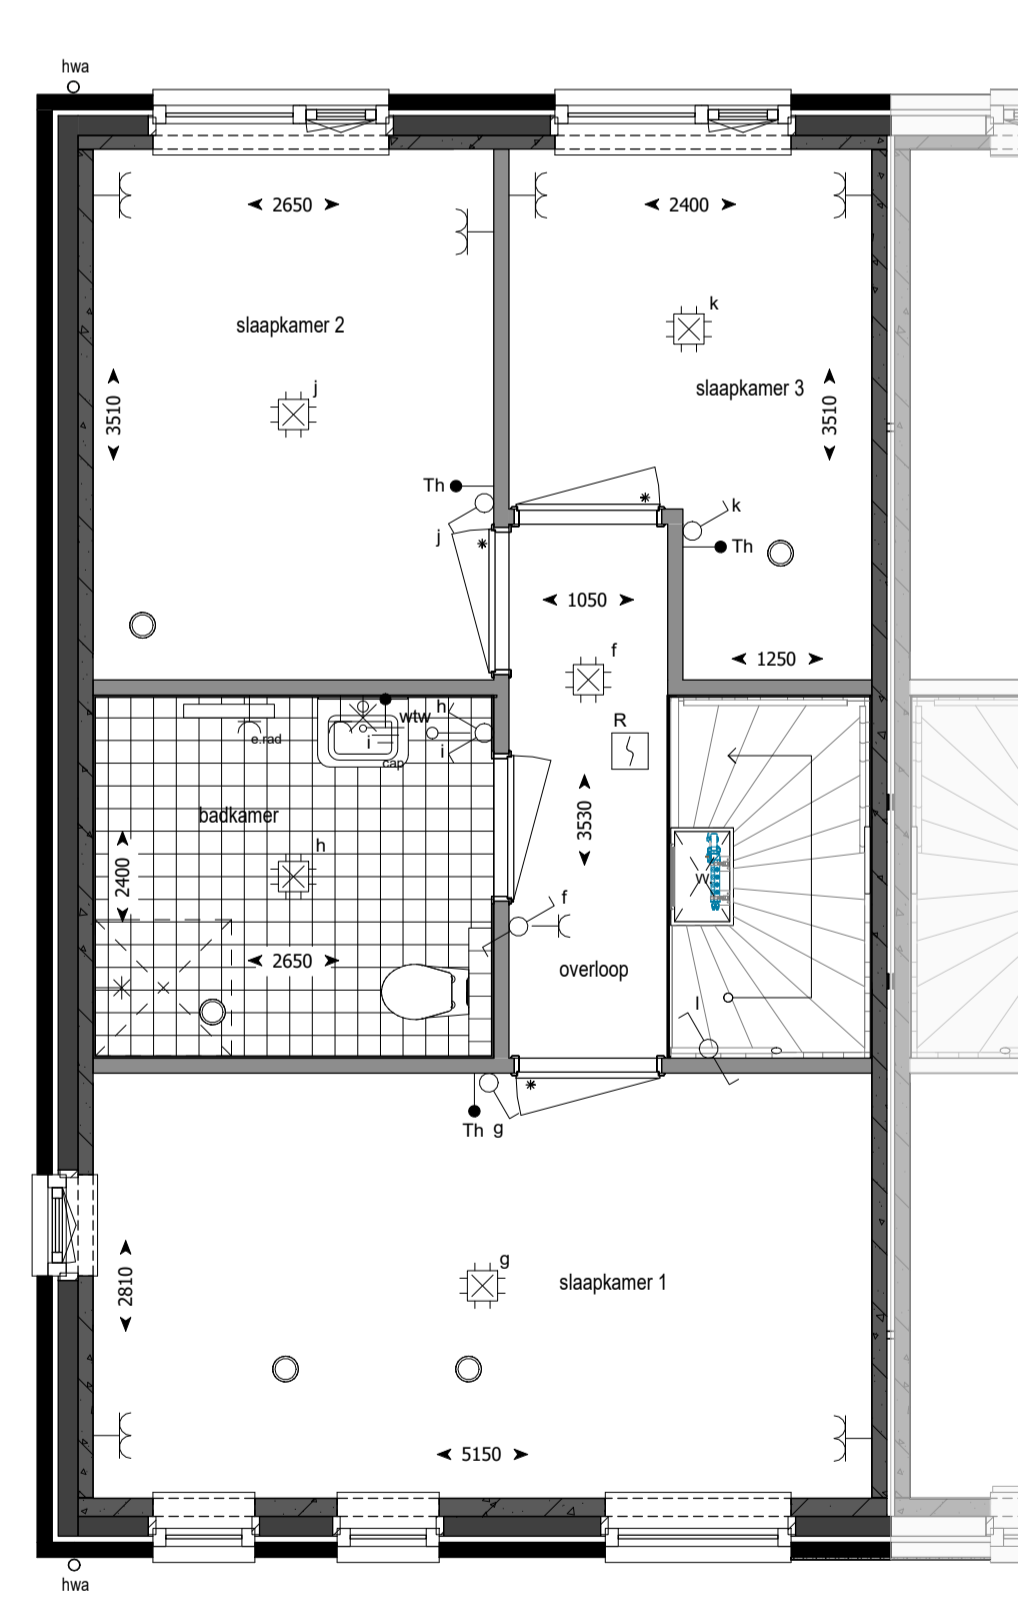 hwa
2650
2400
k
slaapkamer 2
j
slaapkamer 3
3510
3510
Th
j
k
Th
1050
f
1250
R
h
wtw
i
i
e.rad
cap
badkamer
h
2400
3530
w
f
2650
overloop
l
Th
g
g
slaapkamer 1
2810
5150
hwa